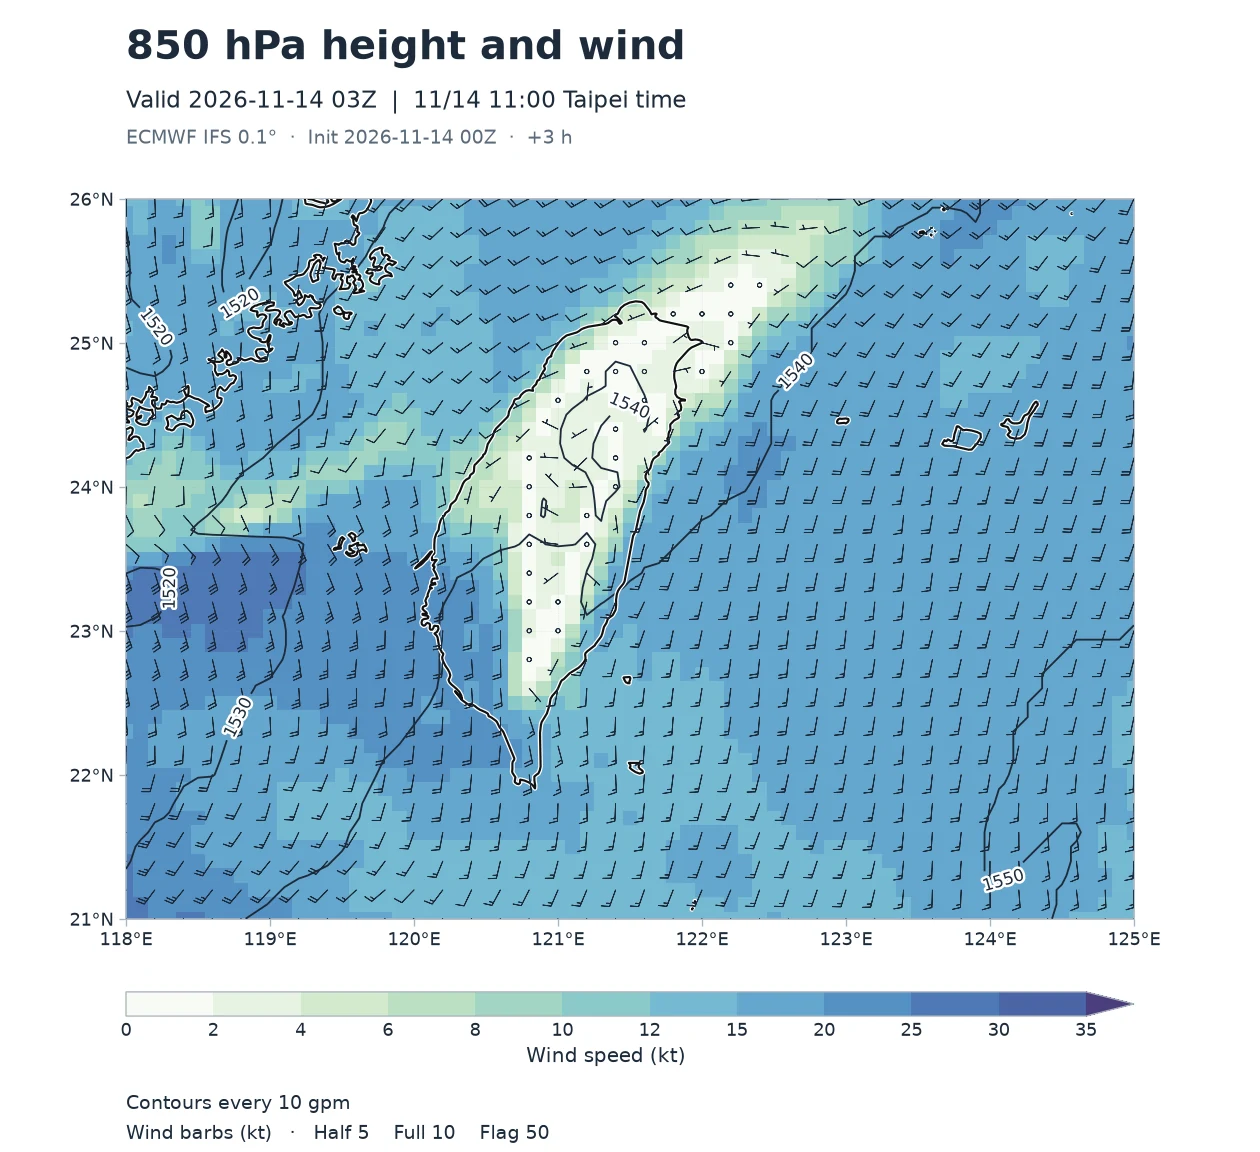 850 hPa height and wind
Valid 2026-11-14 03Z | 11/14 11:00 Taipei time
ECMWF IFS 0.1° · Init 2026-11-14 00Z · +3 h
26°N
25°N
24°N
23°N
22°N
21°N
1520
1520
1540
1540
1520
1530
1550
118°E 119°E 120°E 121°E 122°E 123°E 124°E 125°E
0 2 4 6 8 10 12 15 20 25 30 35
Wind speed (kt)
Contours every 10 gpm
Wind barbs (kt) · Half 5 Full 10 Flag 50